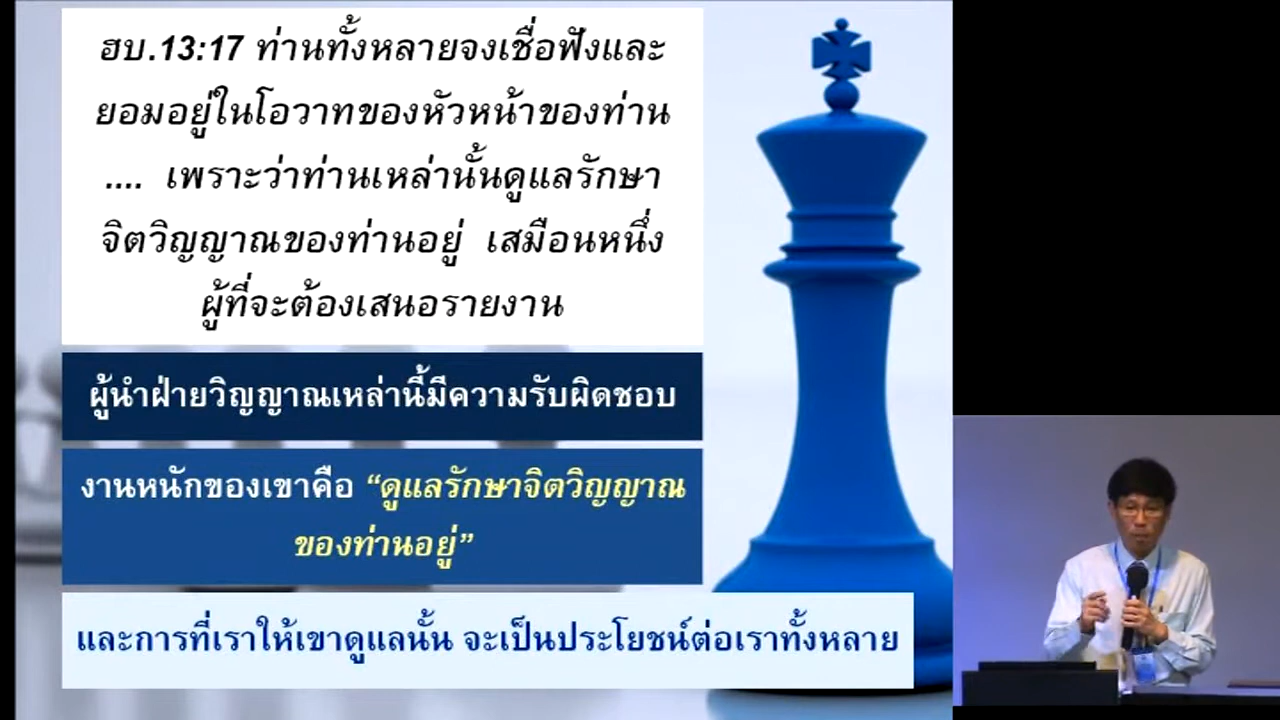 ฮบ.13:17 ท่านทั้งหลายจงเชื่อฟังและ
ยอมอยู่ในโอวาทของหัวหน้าของท่าน
.... เพราะว่าท่านเหล่านั้นดูแลรักษา
จิตวิญญาณของท่านอยู่ เสมือนหนึ่ง
ผู้ที่จะต้องเสนอรายงาน
ผู้นำฝ่ายวิญญาณเหล่านี้มีความรับผิดชอบ
งานหนักของเขาคือ “ดูแลรักษาจิตวิญญาณ
ของท่านอยู่”
และการที่เราให้เขาดูแลนั้น จะเป็นประโยชน์ต่อเราทั้งหลาย